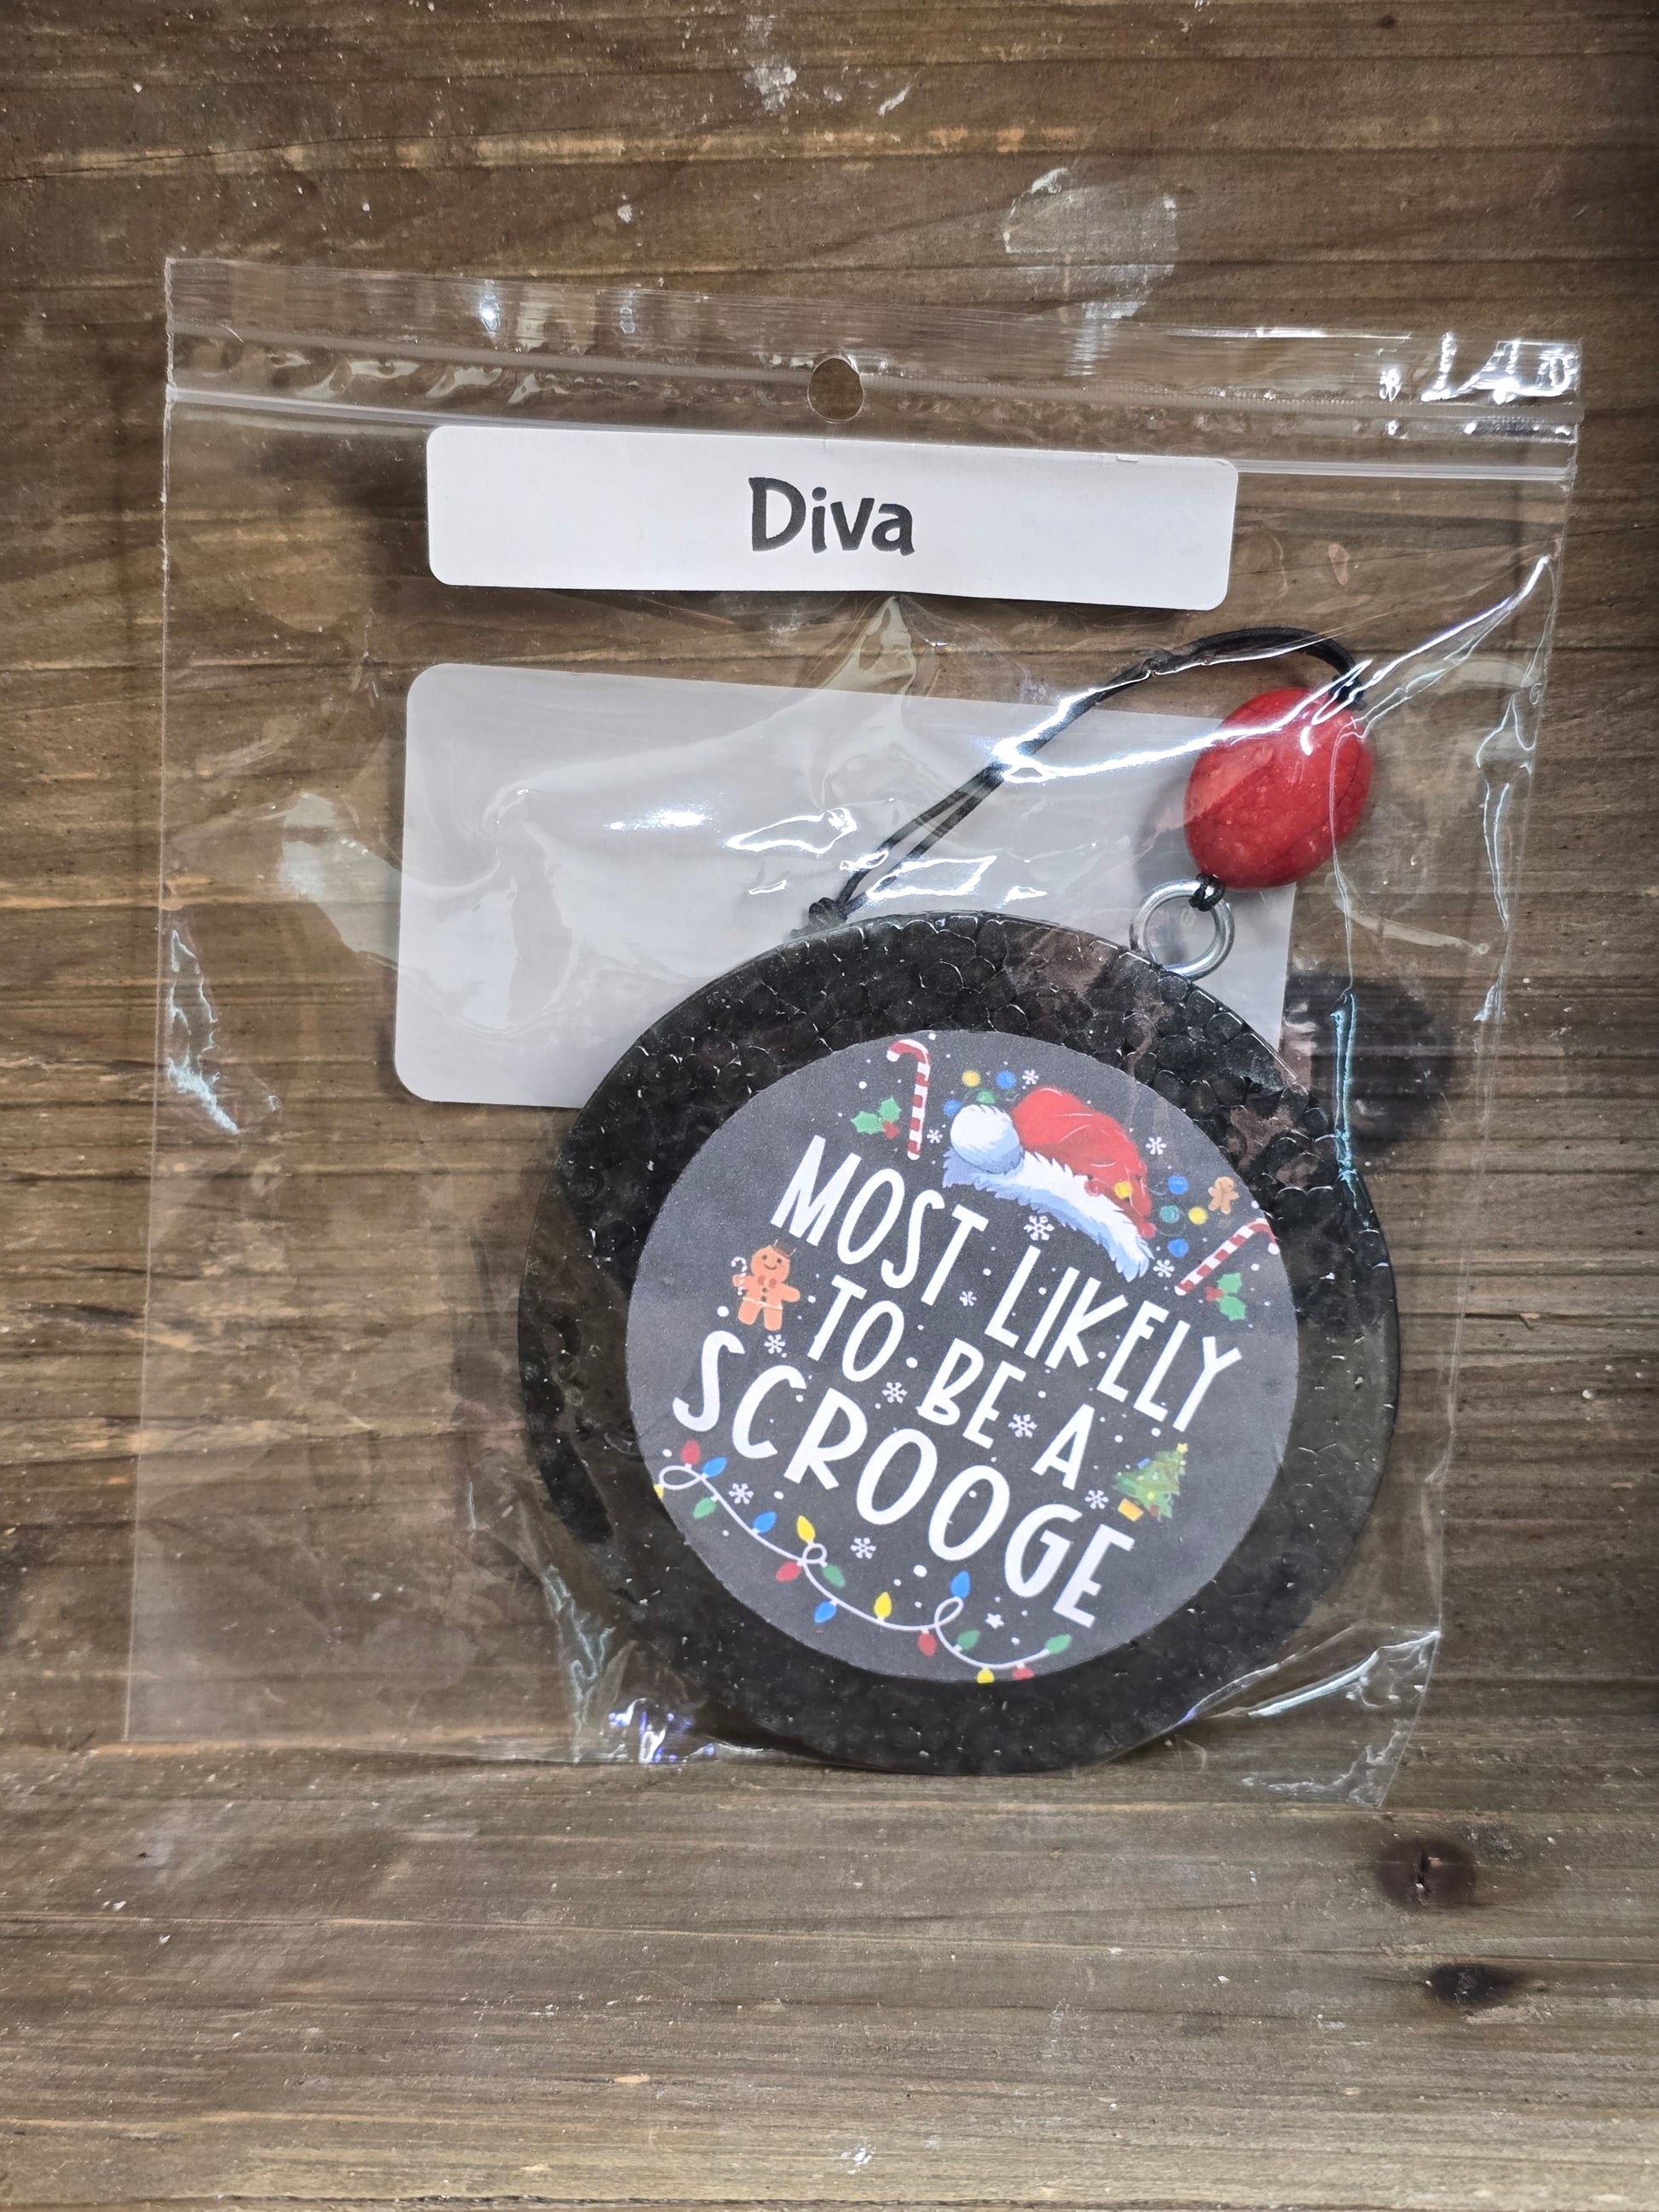 Diva
MOST LIKELY
TO BE A
SCROOGE